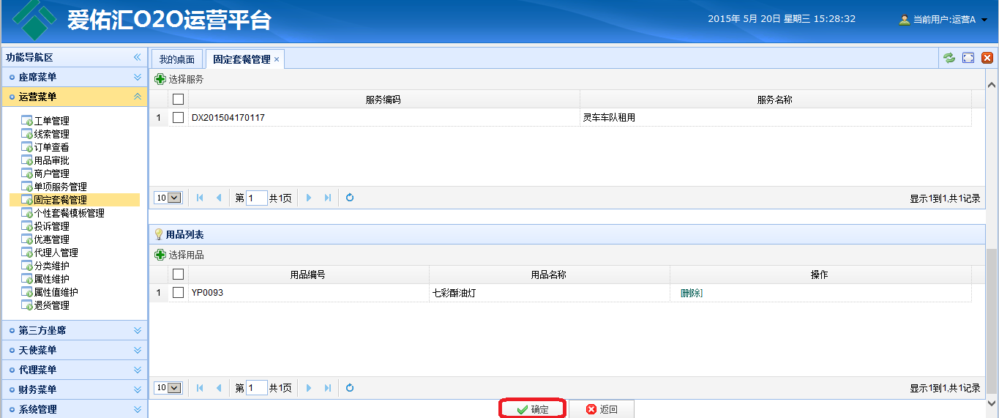 爱佑汇O2O运营平台
2015年 5月 20日 星期三 15:28:32
当前用户:运营A
功能导航区
座席菜单
运营菜单
工单管理
线索管理
订单查看
用品审批
商户管理
单项服务管理
固定套餐管理
个性套餐模板管理
投诉管理
优惠管理
代理人管理
分类维护
属性维护
属性值维护
退货管理
第三方坐席
天使菜单
代理菜单
财务菜单
系统管理
我的桌面 固定套餐管理 ×
选择服务
服务编码 服务名称
1 DX201504170117 灵车车队租用
10 第 1 共1页 显示1到1,共1记录
用品列表
选择用品
用品编号 用品名称 操作
1 YP0093 七彩酥油灯 [删除]
10 第 1 共1页 显示1到1,共1记录
确定 返回